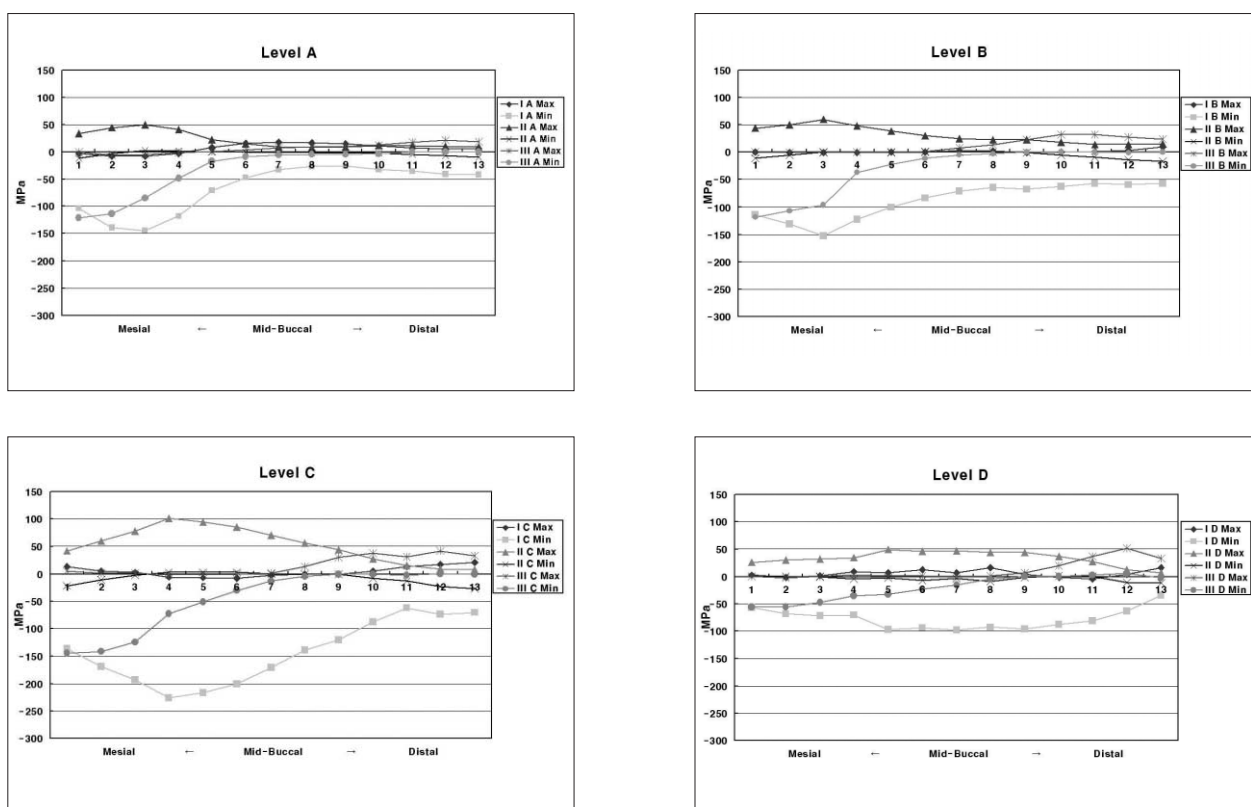 Level A
150
100
50
0
-50
-100
-150
-200
-250
-300
MPa
1 2 3 4 5 6 7 8 9 10 11 12 13
Mesial ← Mid-Buccal → Distal
I A Max
I A Min
II A Max
II A Min
III A Max
III A Min
Level B
150
100
50
0
-50
-100
-150
-200
-250
-300
MPa
1 2 3 4 5 6 7 8 9 10 11 12 13
Mesial ← Mid-Buccal → Distal
I B Max
I B Min
II B Max
II B Min
III B Max
III B Min
Level C
150
100
50
0
-50
-100
-150
-200
-250
-300
MPa
1 2 3 4 5 6 7 8 9 10 11 12 13
Mesial ← Mid-Buccal → Distal
I C Max
I C Min
II C Max
II C Min
III C Max
III C Min
Level D
150
100
50
0
-50
-100
-150
-200
-250
-300
MPa
1 2 3 4 5 6 7 8 9 10 11 12 13
Mesial ← Mid-Buccal → Distal
I D Max
I D Min
II D Max
II D Min
III D Max
III D Min